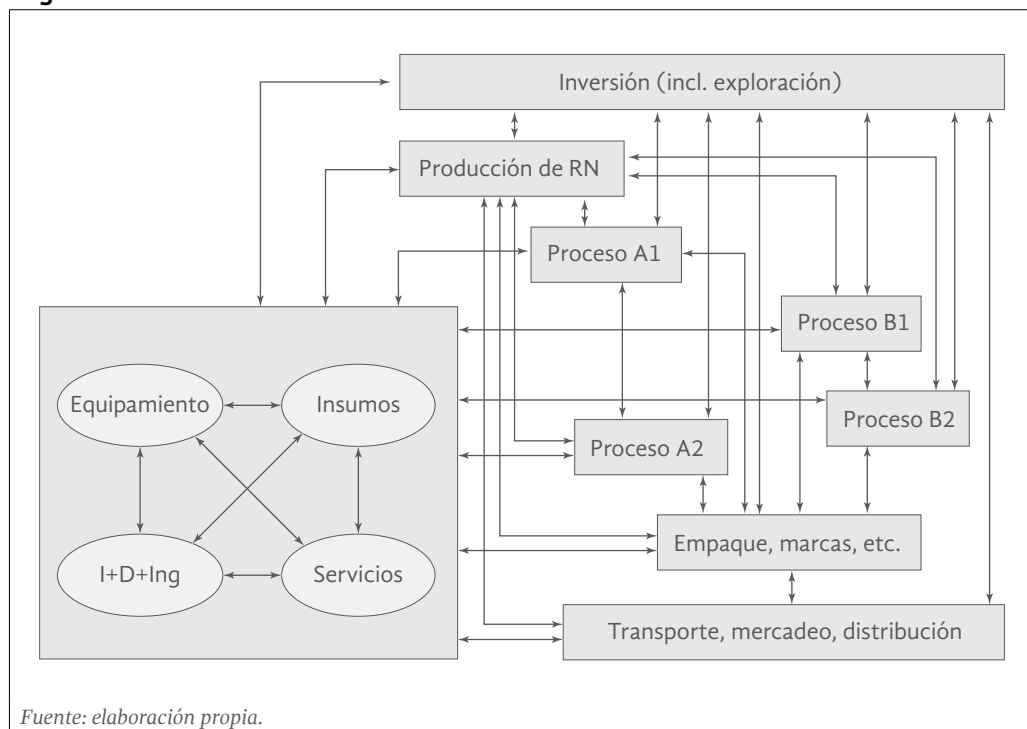 Inversión (incl. exploración)
Producción de RN
Proceso A1
Proceso B1
Equipamiento
Insumos
Proceso B2
Proceso A2
Empaque, marcas, etc.
I+D+Ing
Servicios
Transporte, mercadeo, distribución
Fuente: elaboración propia.